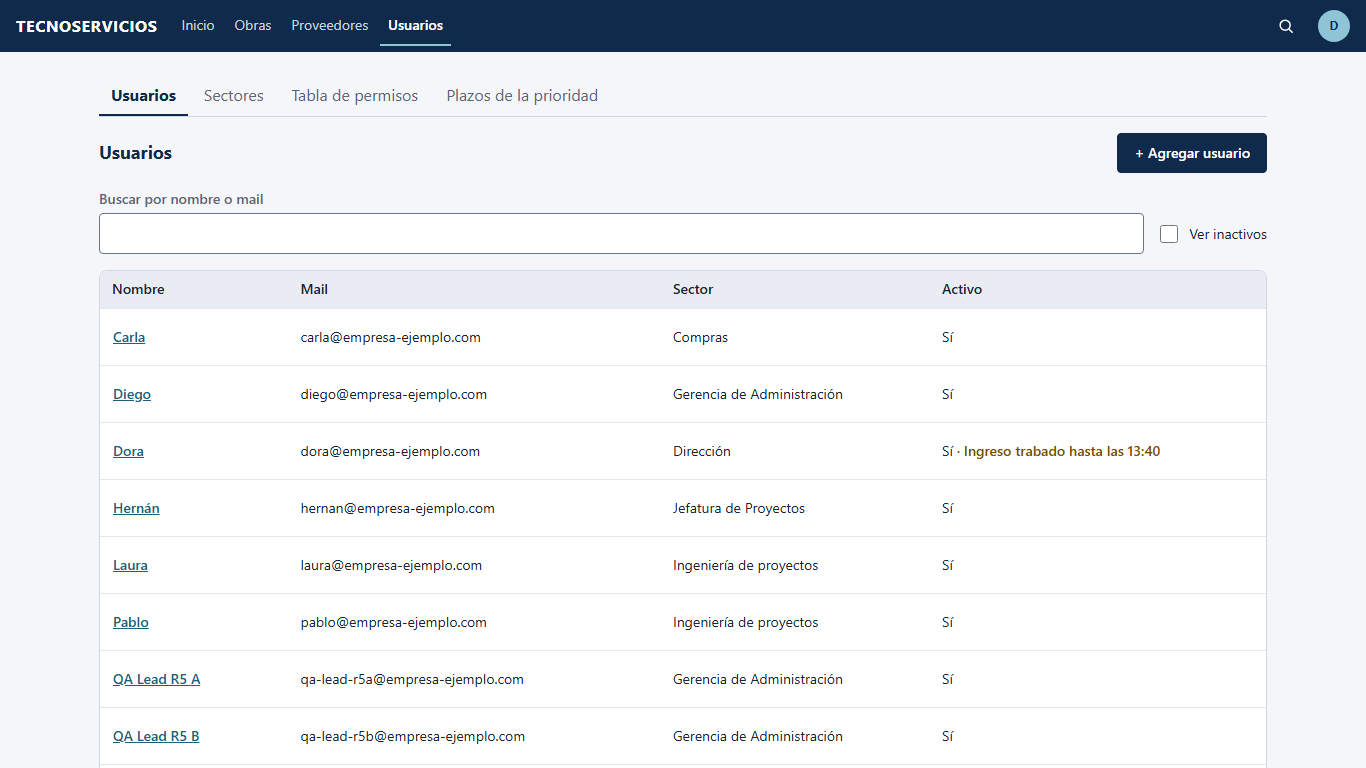 TECNOSERVICIOS Inicio Obras Proveedores Usuarios D
Usuarios Sectores Tabla de permisos Plazos de la prioridad
Usuarios + Agregar usuario
Buscar por nombre o mail
Ver inactivos
Nombre Mail Sector Activo
Carla carla@empresa-ejemplo.com Compras Sí
Diego diego@empresa-ejemplo.com Gerencia de Administración Sí
Dora dora@empresa-ejemplo.com Dirección Sí · Ingreso trabado hasta las 13:40
Hernán hernan@empresa-ejemplo.com Jefatura de Proyectos Sí
Laura laura@empresa-ejemplo.com Ingeniería de proyectos Sí
Pablo pablo@empresa-ejemplo.com Ingeniería de proyectos Sí
QA Lead R5 A qa-lead-r5a@empresa-ejemplo.com Gerencia de Administración Sí
QA Lead R5 B qa-lead-r5b@empresa-ejemplo.com Gerencia de Administración Sí